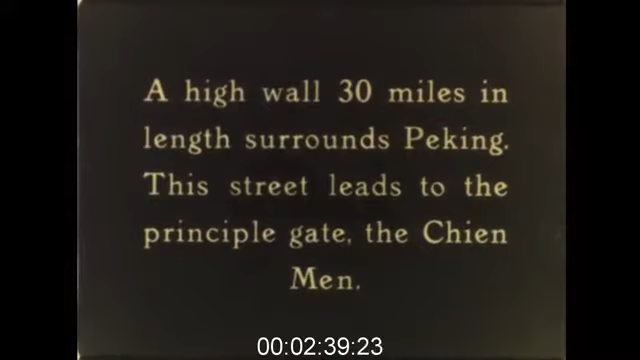 A high wall 30 miles in
length surrounds Peking.
This street leads to the
principle gate, the Chien
Men.
00:02:39:23